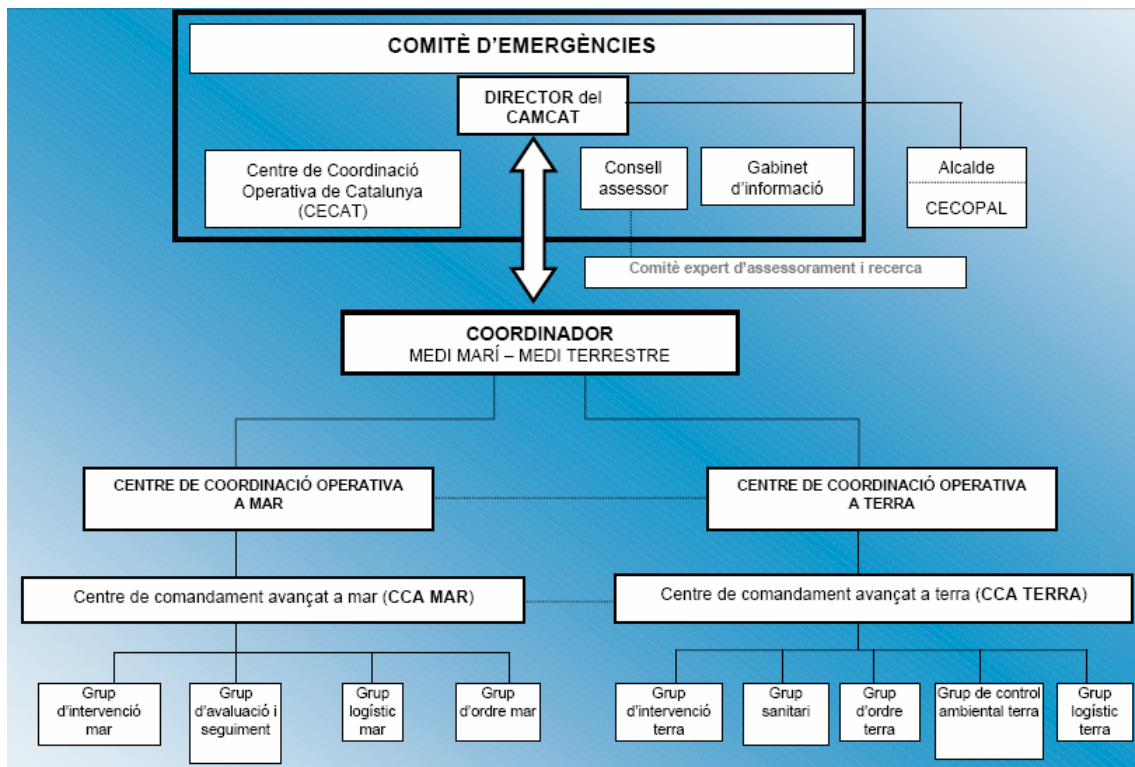 COMITÈ D'EMERGÈNCIES
DIRECTOR del
CAMCAT
Centre de Coordinació
Operativa de Catalunya
(CECAT)
Consell
assessor
Gabinet
d'informació
Alcalde
CECOPAL
Comitè expert d'assessorament i recerca
COORDINADOR
MEDI MARÍ – MEDI TERRESTRE
CENTRE DE COORDINACIÓ OPERATIVA
A MAR
CENTRE DE COORDINACIÓ OPERATIVA
A TERRA
Centre de comandament avançat a mar (CCA MAR)
Centre de comandament avançat a terra (CCA TERRA)
Grup
d'intervenció
mar
Grup
d'avaluació i
seguiment
Grup
logístic
mar
Grup
d'ordre mar
Grup
d'intervenció
terra
Grup
sanitari
Grup
d'ordre
terra
Grup de control
ambiental terra
Grup
logístic
terra